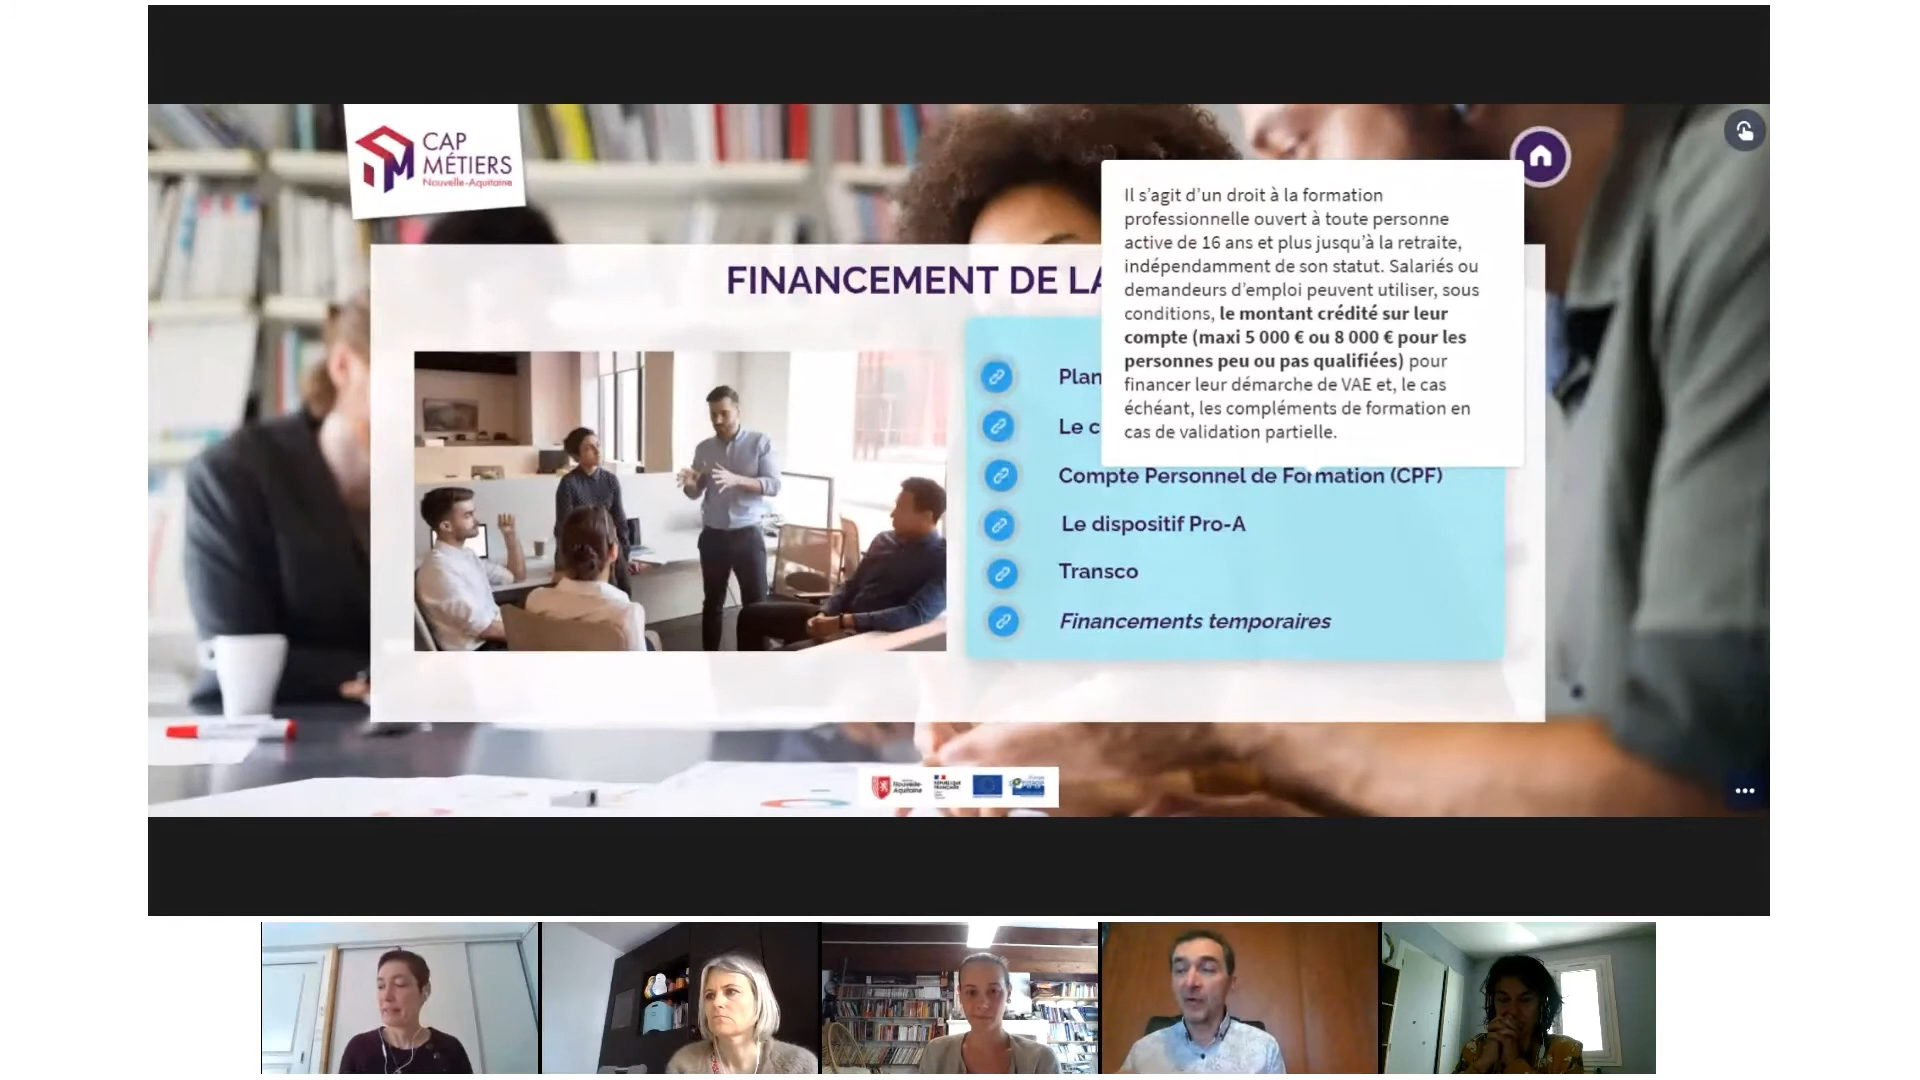 CAP
MÉTIERS
Nouvelle-Aquitaine
Il s’agit d’un droit à la formation
professionnelle ouvert à toute personne
active de 16 ans et plus jusqu’à la retraite,
indépendamment de son statut. Salariés ou
demandeurs d’emploi peuvent utiliser, sous
conditions, le montant crédité sur leur
compte (maxi 5 000 € ou 8 000 € pour les
personnes peu ou pas qualifiées) pour
financer leur démarche de VAE et, le cas
échéant, les compléments de formation en
cas de validation partielle.
FINANCEMENT DE LA
Plan
Le c
Compte Personnel de Formation (CPF)
Le dispositif Pro-A
Transco
Financements temporaires
Nouvelle-
Aquitaine
RÉPUBLIQUE
FRANÇAISE